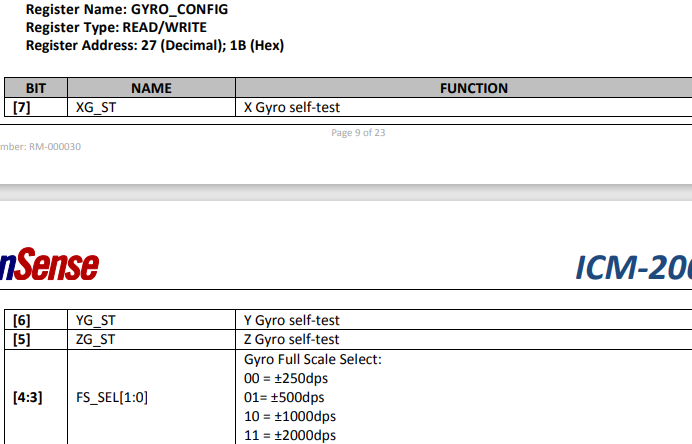 Register Name: GYRO_CONFIG
Register Type: READ/WRITE
Register Address: 27 (Decimal); 1B (Hex)
BIT NAME FUNCTION
[7] XG_ST X Gyro self-test
Page 9 of 23
mber: RM-000030
nSense
ICM-200
[6] YG_ST Y Gyro self-test
[5] ZG_ST Z Gyro self-test
[4:3] FS_SEL[1:0] Gyro Full Scale Select:
00 = ±250dps
01= ±500dps
10 = ±1000dps
11 = ±2000dps